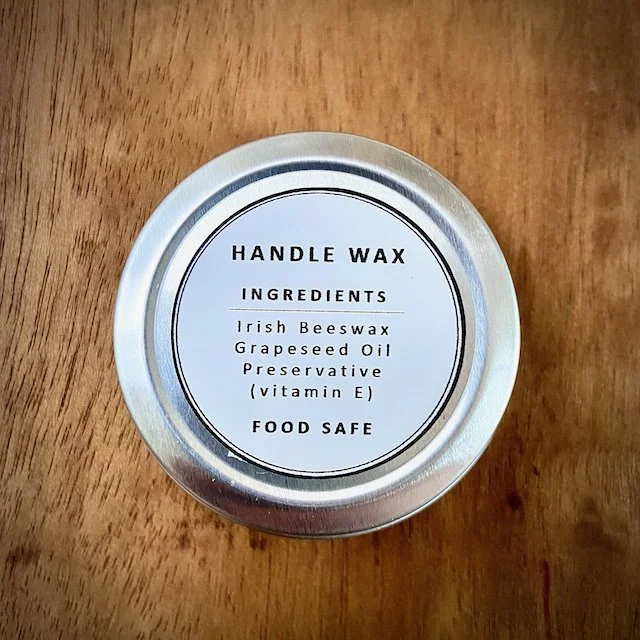 HANDLE WAX
INGREDIENTS
Irish Beeswax
Grapeseed Oil
Preservative
(vitamin E)
FOOD SAFE